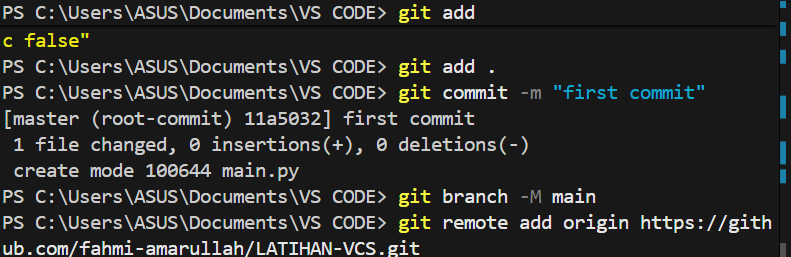 PS C:\Users\ASUS\Documents\VS CODE> git add
c false"
PS C:\Users\ASUS\Documents\VS CODE> git add .
PS C:\Users\ASUS\Documents\VS CODE> git commit -m "first commit"
[master (root-commit) 11a5032] first commit
 1 file changed, 0 insertions(+), 0 deletions(-)
 create mode 100644 main.py
PS C:\Users\ASUS\Documents\VS CODE> git branch -M main
PS C:\Users\ASUS\Documents\VS CODE> git remote add origin https://gith
ub.com/fahmi-amarullah/LATIHAN-VCS.git